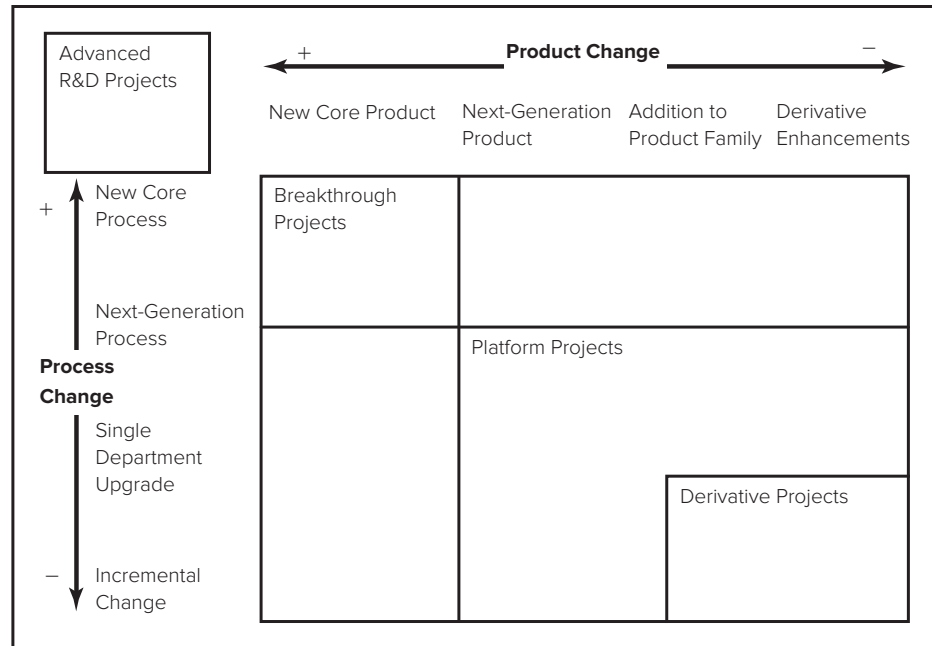 Advanced
R&D Projects
+
Product Change
−
New Core Product
Next-Generation
Product
Addition to
Product Family
Derivative
Enhancements
+
New Core
Process
Next-Generation
Process
Process
Change
Single
Department
Upgrade
−
Incremental
Change
Breakthrough
Projects
Platform Projects
Derivative Projects